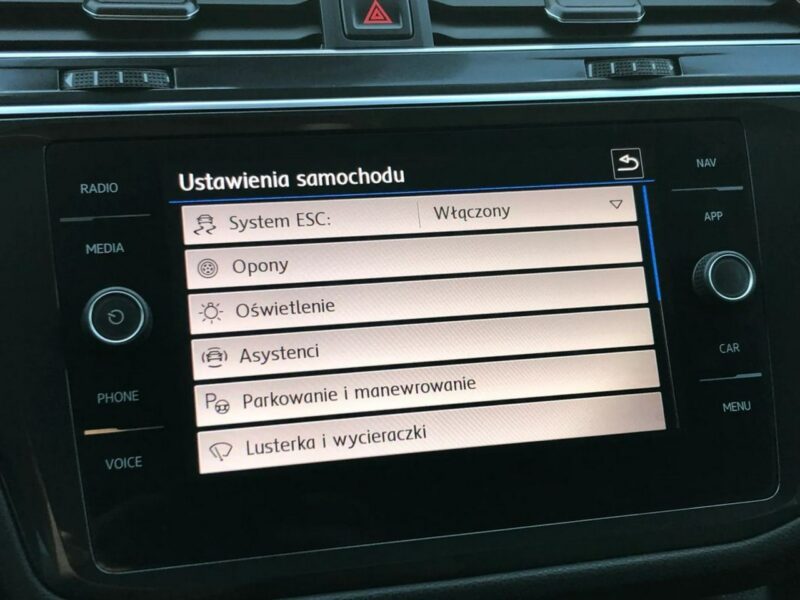 RADIO
MEDIA
PHONE
VOICE
Ustawienia samochodu
System ESC: Włączony
Opony
Oświetlenie
Asystenci
Parkowanie i manewrowanie
Lusterka i wycieraczki
NAV
APP
CAR
MENU